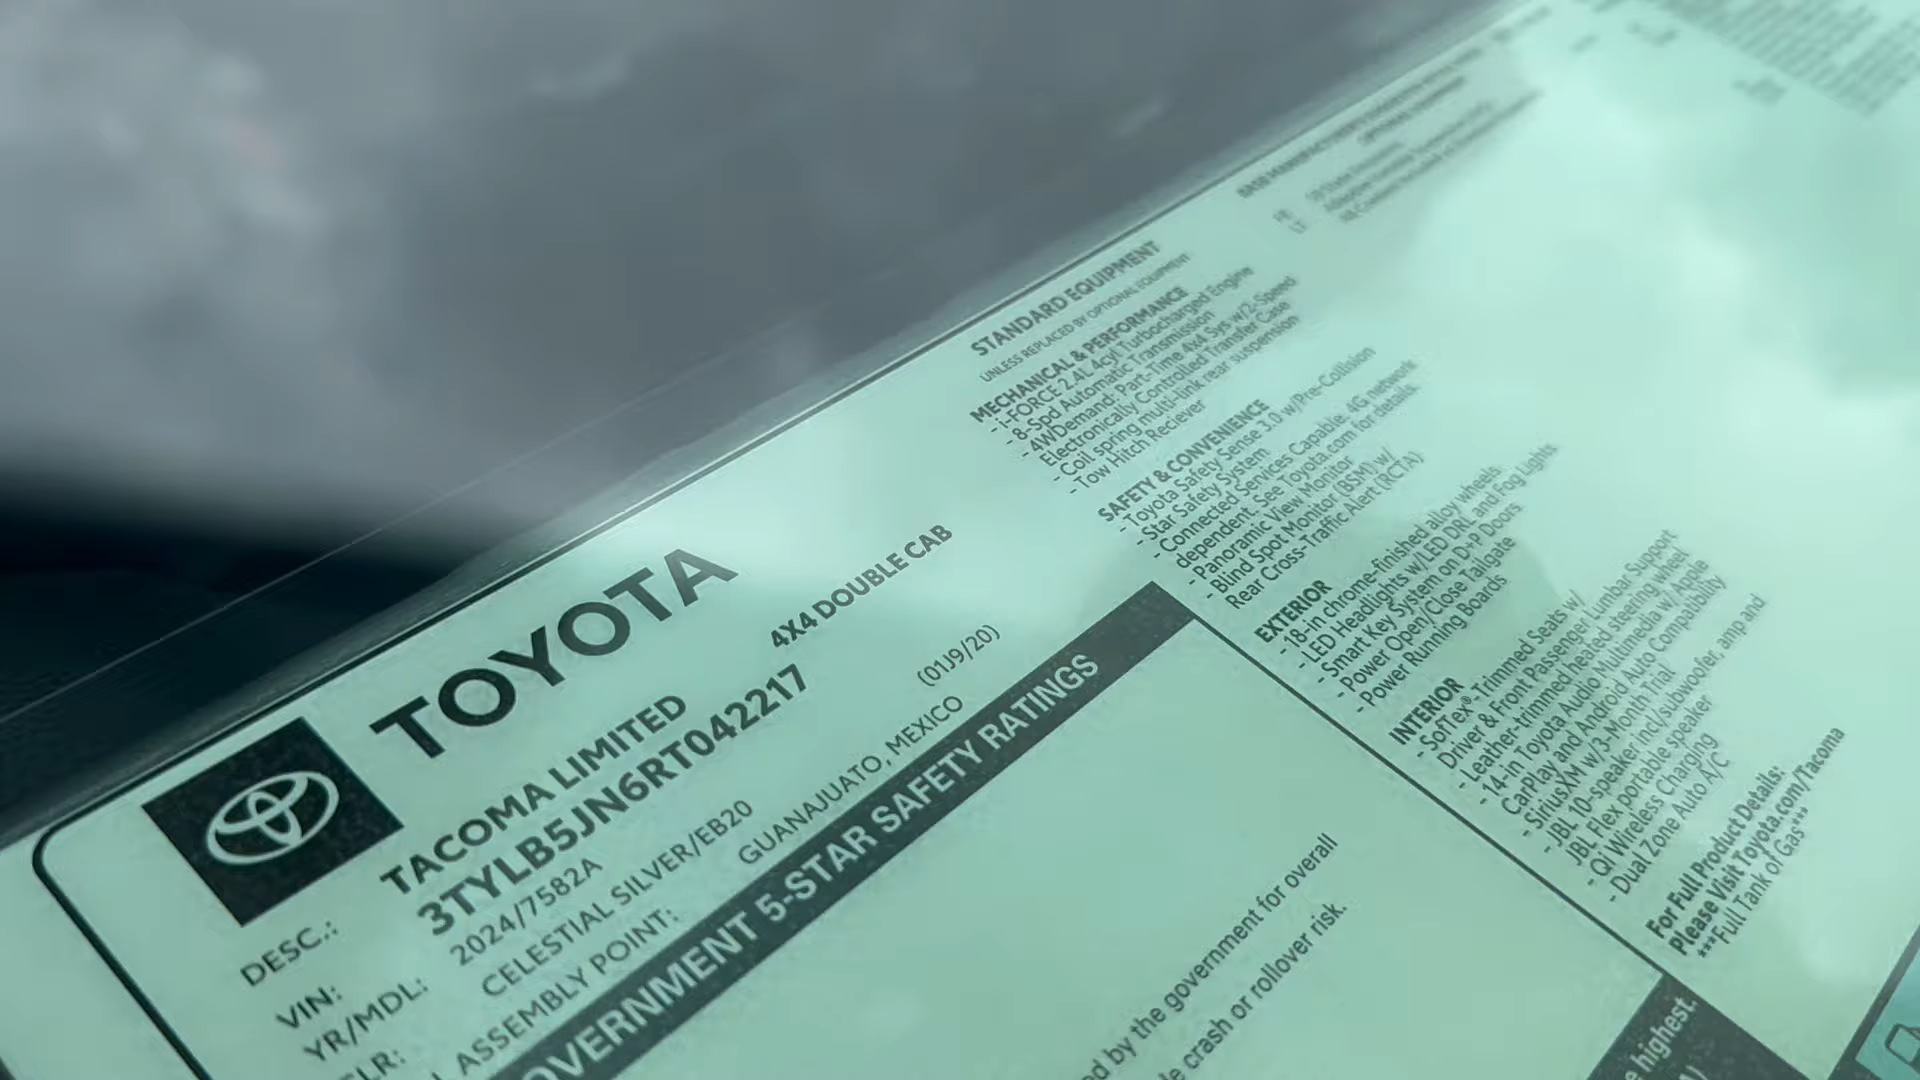 TOYOTA
DESC.: TACOMA LIMITED 4X4 DOUBLE CAB
VIN: 3TYLB5JN6RT042217
YR/MDL: 2024/7582A
CLR: CELESTIAL SILVER/EB20 (01J9/20)
L ASSEMBLY POINT: GUANAJUATO, MEXICO
OVERNMENT 5-STAR SAFETY RATINGS
ed by the government for overall
le crash or rollover risk.
e highest.
STANDARD EQUIPMENT
UNLESS REPLACED BY OPTIONAL EQUIPMENT
MECHANICAL & PERFORMANCE
- i-FORCE 2.4L 4cyl Turbocharged Engine
- 8-Spd Automatic Transmission
- 4WDemand: Part-Time 4x4 Sys w/2-Speed
Electronically Controlled Transfer Case
- Coil spring multi-link rear suspension
- Tow Hitch Reciever
SAFETY & CONVENIENCE
- Toyota Safety Sense 3.0 w/Pre-Collision
- Star Safety System
- Connected Services Capable. 4G network
dependent. See Toyota.com for details.
- Panoramic View Monitor
- Blind Spot Monitor (BSM) w/
Rear Cross-Traffic Alert (RCTA)
EXTERIOR
- 18-in chrome-finished alloy wheels
- LED Headlights w/LED DRL and Fog Lights
- Smart Key System on D+P Doors
- Power Open/Close Tailgate
- Power Running Boards
INTERIOR
- SofTex®-Trimmed Seats w/
Driver & Front Passenger Lumbar Support
- Leather-trimmed heated steering wheel
- 14-in Toyota Audio Multimedia w/Apple
CarPlay and Android Auto Compatibility
- SiriusXM w/3-Month Trial
- JBL 10-speaker incl/subwoofer, amp and
JBL Flex portable speaker
- Qi Wireless Charging
- Dual Zone Auto A/C
For Full Product Details:
Please Visit Toyota.com/Tacoma
***Full Tank of Gas***